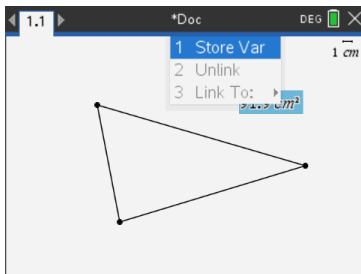 1.1 *Doc DEG
1 Store Var
1 cm
2 Unlink
3 Link To:
cm²